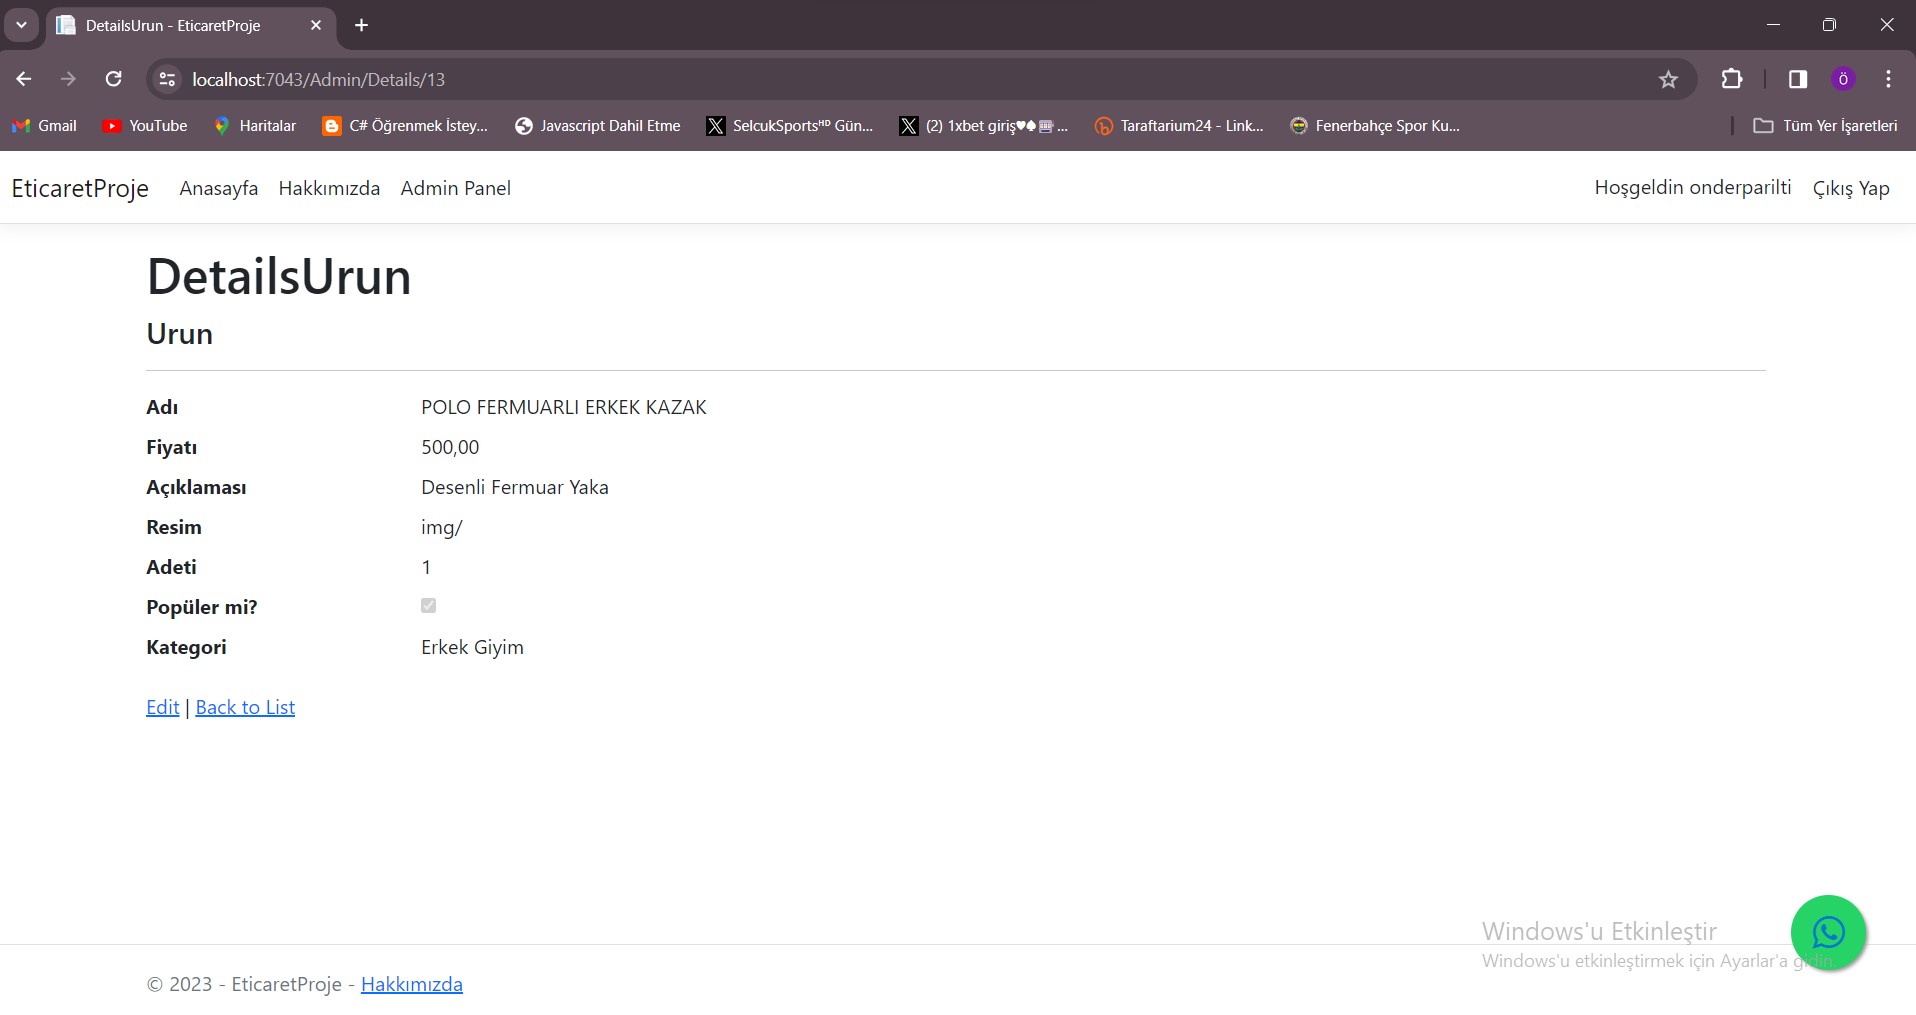 DetailsUrun - EticaretProje
localhost:7043/Admin/Details/13
ö
Gmail YouTube Haritalar C# Öğrenmek İstey... Javascript Dahil Etme SelcukSportsᴴᴰ Gün... (2) 1xbet giriş♥♠🎰 ... Taraftarium24 - Link... Fenerbahçe Spor Ku... Tüm Yer İşaretleri
EticaretProje Anasayfa Hakkımızda Admin Panel Hoşgeldin onderparilti Çıkış Yap
DetailsUrun
Urun
Adı POLO FERMUARLI ERKEK KAZAK
Fiyatı 500,00
Açıklaması Desenli Fermuar Yaka
Resim img/
Adeti 1
Popüler mi?
Kategori Erkek Giyim
Edit | Back to List
Windows'u Etkinleştir
Windows'u etkinleştirmek için Ayarlar'a gidin.
© 2023 - EticaretProje - Hakkımızda